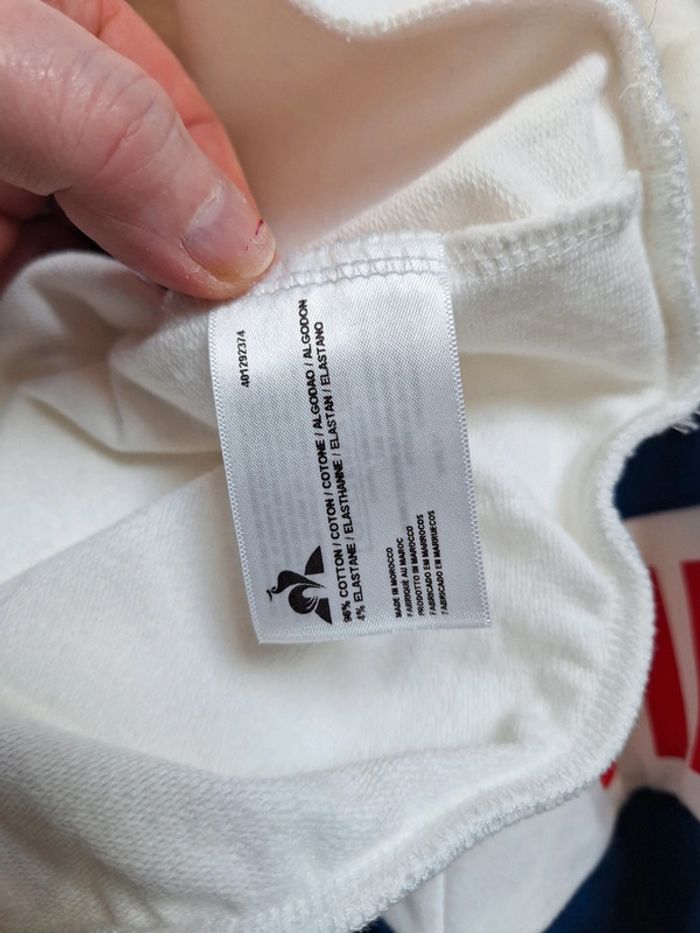 401292374
96% COTTON / COTON / COTONE / ALGODAO / ALGODON
4% ELASTANE / ELASTHANNE / ELASTAN / ELASTANO
MADE IN MOROCCO
FABRIQUÉ AU MAROC
PRODOTTO IN MAROCCO
FABRICADO EM MARROCOS
FABRICADO EN MARRUECOS